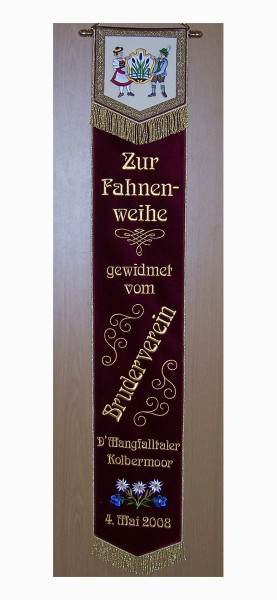 Zur
Fahnen-
weihe
gewidmet
vom
Bruderverein
D'Mangfalltaler
Kolbermoor
4. Mai 2008